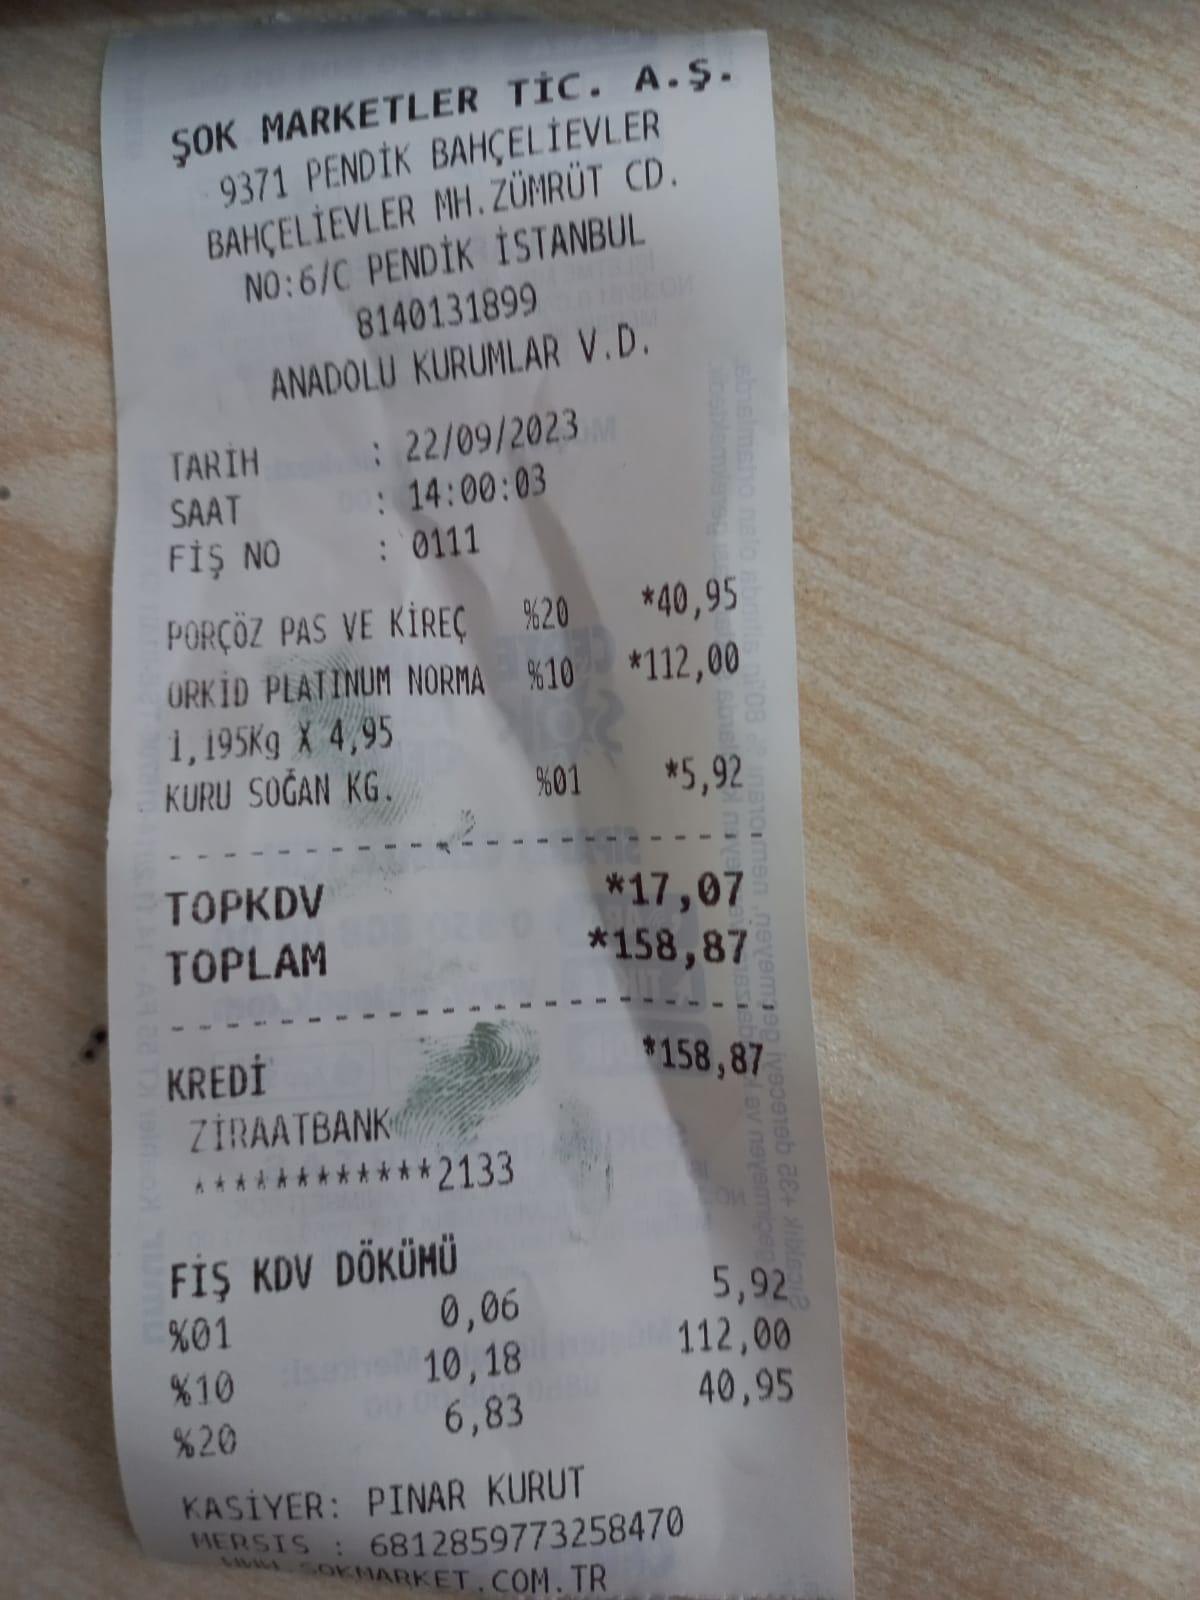 ŞOK MARKETLER TİC. A.Ş.
9371 PENDİK BAHÇELİEVLER
BAHÇELİEVLER MH.ZÜMRÜT CD.
NO:6/C PENDİK İSTANBUL
8140131899
ANADOLU KURUMLAR V.D.
TARİH : 22/09/2023
SAAT : 14:00:03
FİŞ NO : 0111
PORÇÖZ PAS VE KİREÇ %20 *40,95
ORKİD PLATINUM NORMA %10 *112,00
1,195Kg X 4,95
KURU SOĞAN KG. %01 *5,92
TOPKDV *17,07
TOPLAM *158,87
KREDİ *158,87
ZİRAATBANK
************2133
FİŞ KDV DÖKÜMÜ
%01 0,06 5,92
%10 10,18 112,00
%20 6,83 40,95
KASİYER: PINAR KURUT
MERSIS : 6812859773258470
WWW.SOKMARKET.COM.TR